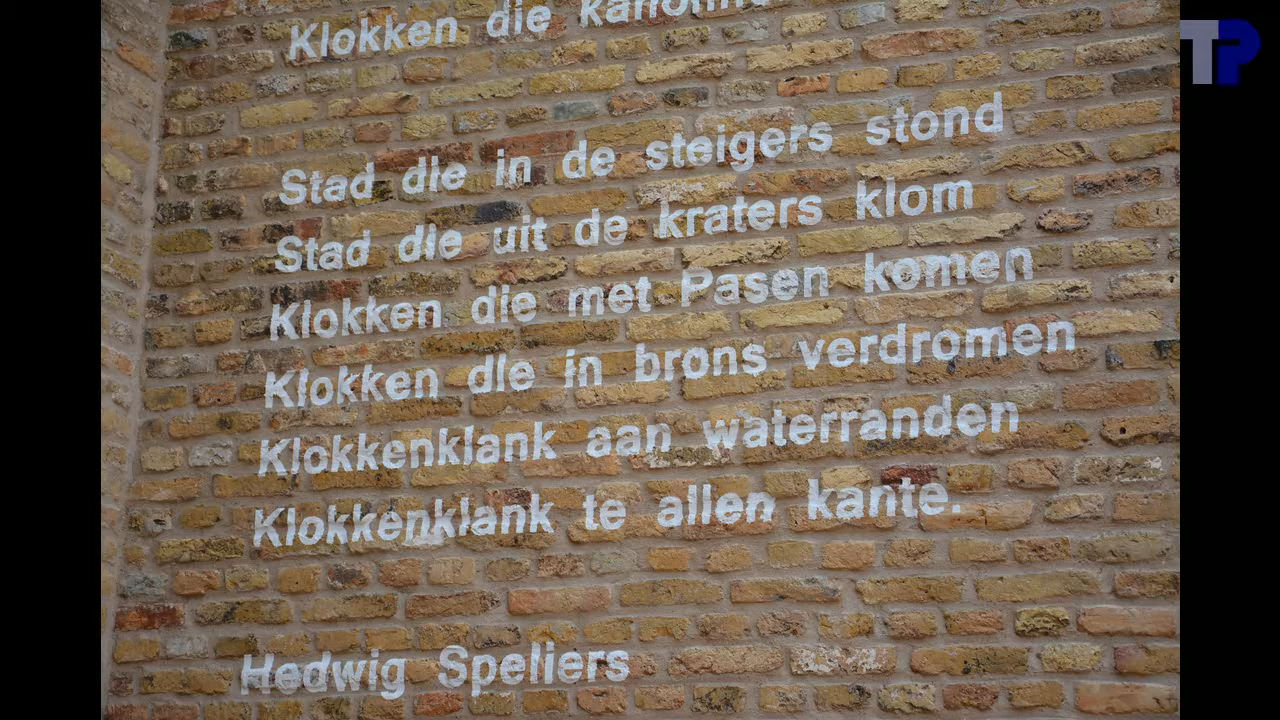 Klokken die
Stad die in de steigers stond
Stad die uit de kraters klom
Klokken die met Pasen komen
Klokken die in brons verdromen
Klokkenklank aan waterranden
Klokkenklank te allen kante.
Hedwig Speliers
TP